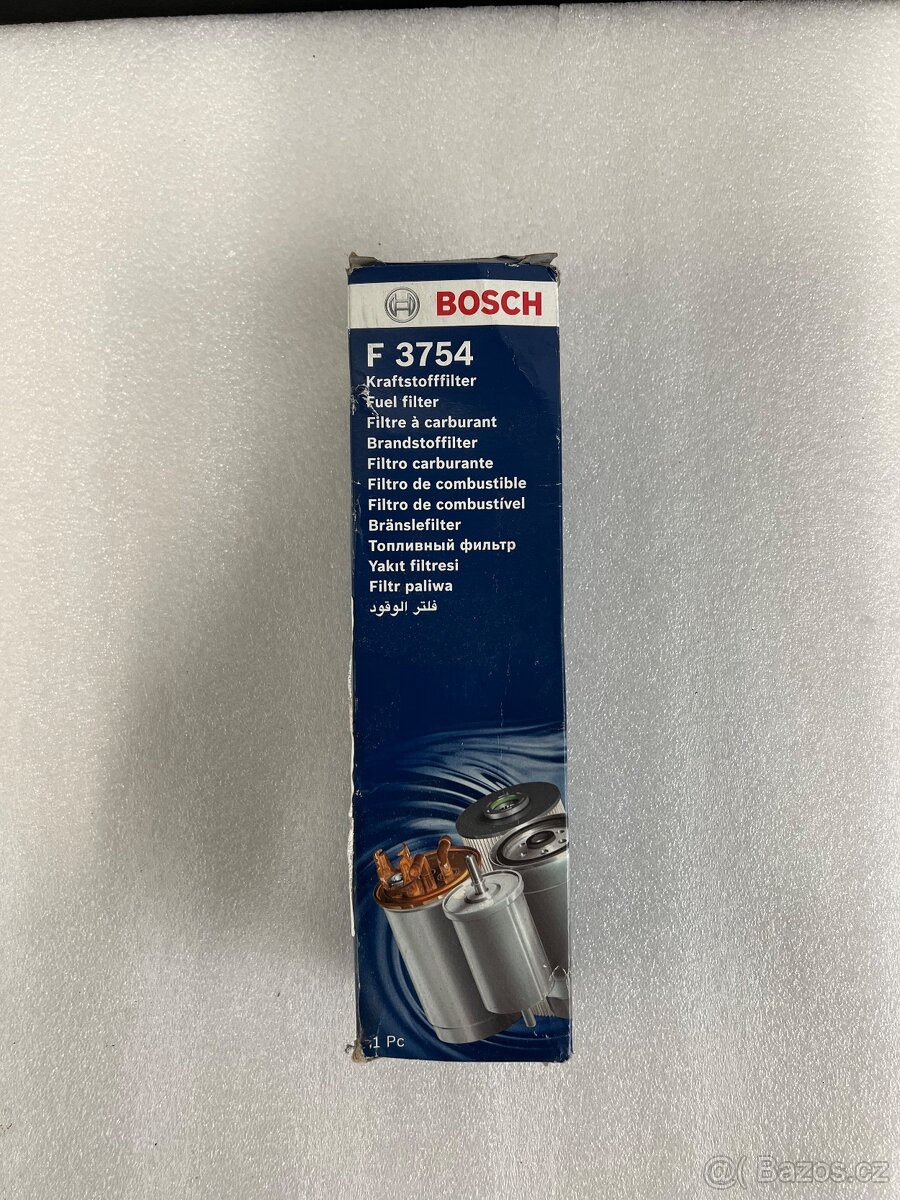 BOSCH
F 3754
Kraftstofffilter
Fuel filter
Filtre à carburant
Brandstoffilter
Filtro carburante
Filtro de combustible
Filtro de combustível
Bränslefilter
Топливный фильтр
Yakıt filtresi
Filtr paliwa
فلتر الوقود
1 Pc
@( Bazos.cz